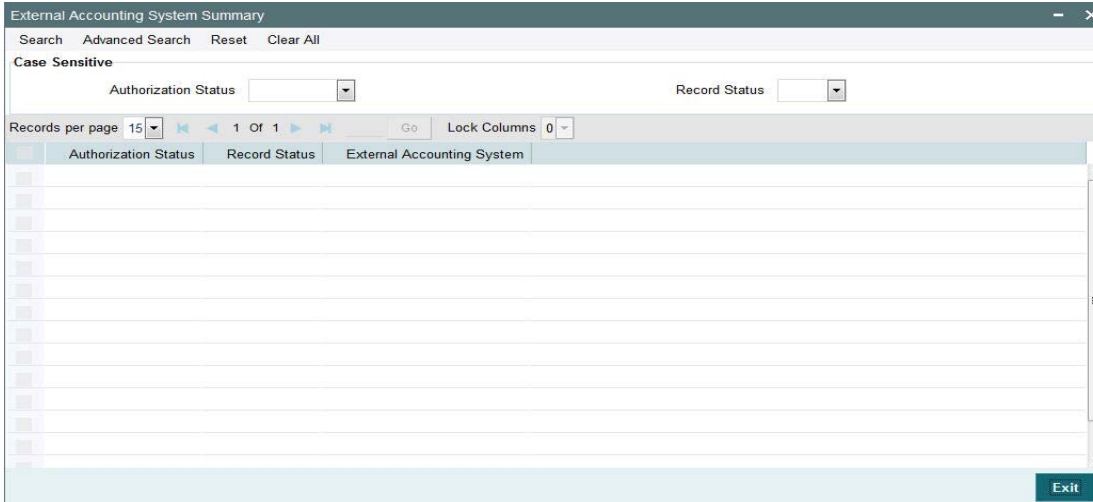 External Accounting System Summary
Search Advanced Search Reset Clear All
Case Sensitive
Authorization Status Record Status
Records per page 15 1 Of 1 Go Lock Columns 0
Authorization Status Record Status External Accounting System
Exit